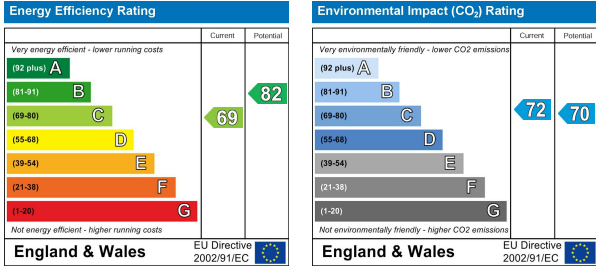 Energy Efficiency Rating
Current Potential
Very energy efficient - lower running costs
(92 plus) A
(81-91) B
82
(69-80) C
69
(55-68) D
(39-54) E
(21-38) F
(1-20) G
Not energy efficient - higher running costs
England & Wales
EU Directive
2002/91/EC
Environmental Impact (CO₂) Rating
Current Potential
Very environmentally friendly - lower CO2 emissions
(92 plus) A
(81-91) B
(69-80) C
72 70
(55-68) D
(39-54) E
(21-38) F
(1-20) G
Not environmentally friendly - higher CO2 emissions
England & Wales
EU Directive
2002/91/EC